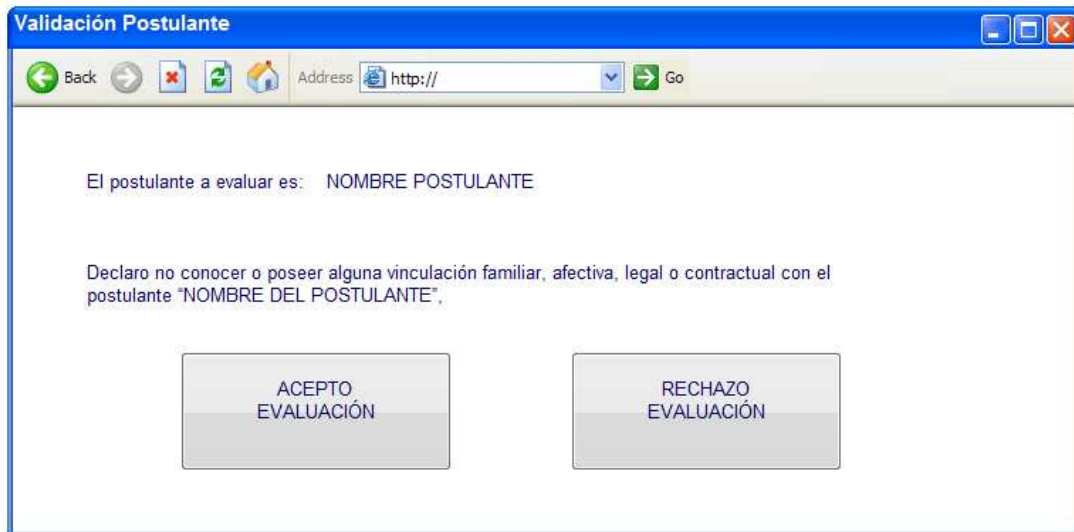 Validación Postulante
Back Address http:// Go
El postulante a evaluar es: NOMBRE POSTULANTE
Declaro no conocer o poseer alguna vinculación familiar, afectiva, legal o contractual con el
postulante “NOMBRE DEL POSTULANTE”,
ACEPTO
EVALUACIÓN
RECHAZO
EVALUACIÓN